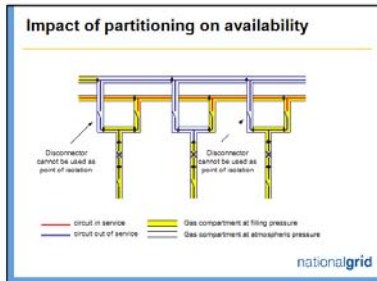 Impact of partitioning on availability
Disconnector
cannot be used as
point of isolation
Disconnector
cannot be used as
point of isolation
circuit in service
circuit out of service
Gas compartment at filling pressure
Gas compartment at atmospheric pressure
nationalgrid